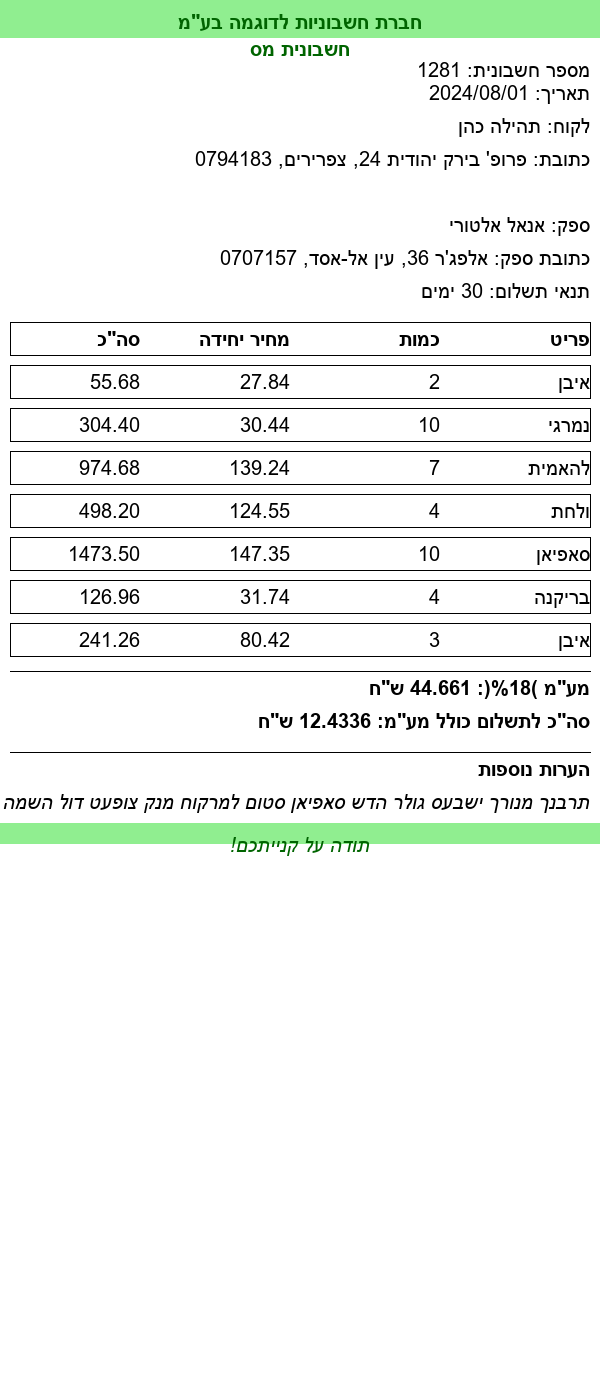 חברת חשבוניות לדוגמה בע"מ
חשבונית מס
מספר חשבונית: 1281
תאריך: 2024/08/01
לקוח: תהילה כהן
כתובת: פרופ' בירק יהודית 24, צפרירים, 0794183
ספק: אנאל אלטורי
כתובת ספק: אלפג'ר 36, עין אל-אסד, 0707157
תנאי תשלום: 30 ימים
פריט כמות מחיר יחידה סה"כ
איבן 2 27.84 55.68
נמרגי 10 30.44 304.40
להאמית 7 139.24 974.68
ולחת 4 124.55 498.20
סאפיאן 10 147.35 1473.50
בריקנה 4 31.74 126.96
איבן 3 80.42 241.26
מע"מ )18%(: 44.661 ש"ח
סה"כ לתשלום כולל מע"מ: 12.4336 ש"ח
הערות נוספות
תרבנך מנורך ישבעס גולר הדש סאפיאן סטום למרקוח מנק צופעט דול השמה
תודה על קנייתכם!